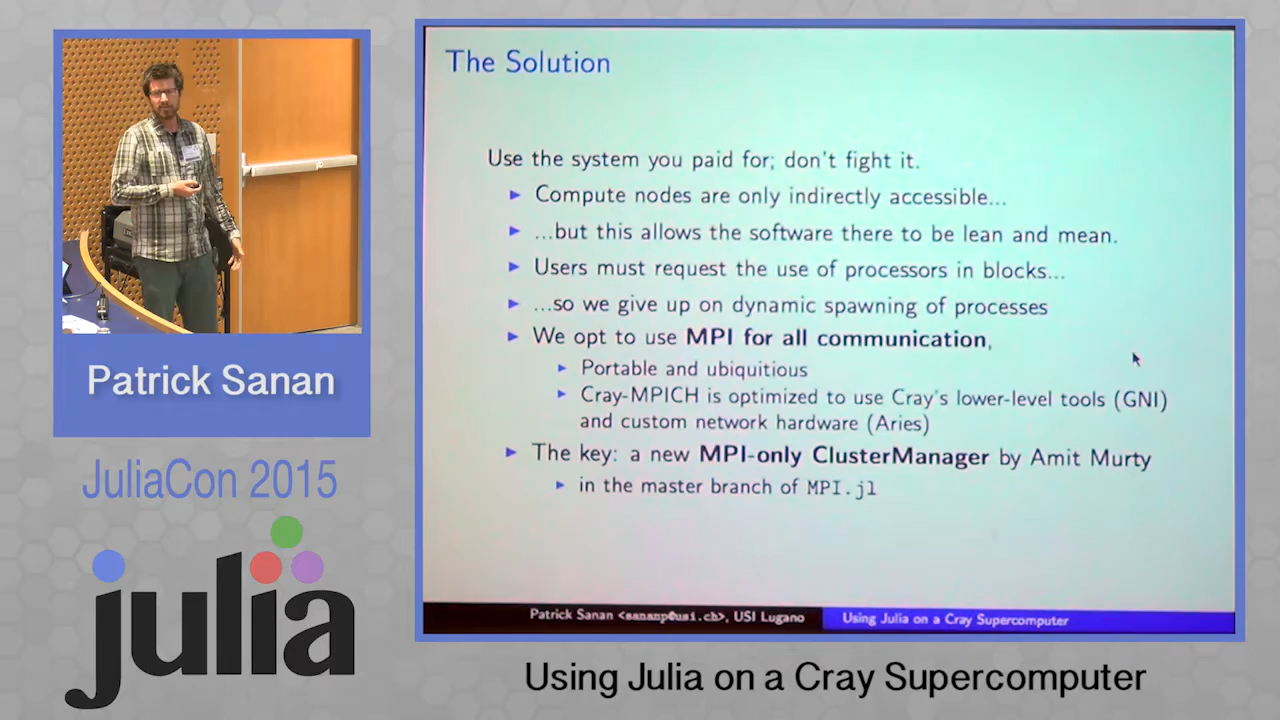 The Solution
Use the system you paid for; don't fight it.
Compute nodes are only indirectly accessible...
...but this allows the software there to be lean and mean.
Users must request the use of processors in blocks...
...so we give up on dynamic spawning of processes
We opt to use MPI for all communication,
Portable and ubiquitious
Cray-MPICH is optimized to use Cray's lower-level tools (GNI)
and custom network hardware (Aries)
The key: a new MPI-only ClusterManager by Amit Murty
in the master branch of MPI.jl
Patrick Sanan <sananp@usi.ch>, USI Lugano
Using Julia on a Cray Supercomputer
Patrick Sanan
JuliaCon 2015
julia
Using Julia on a Cray Supercomputer